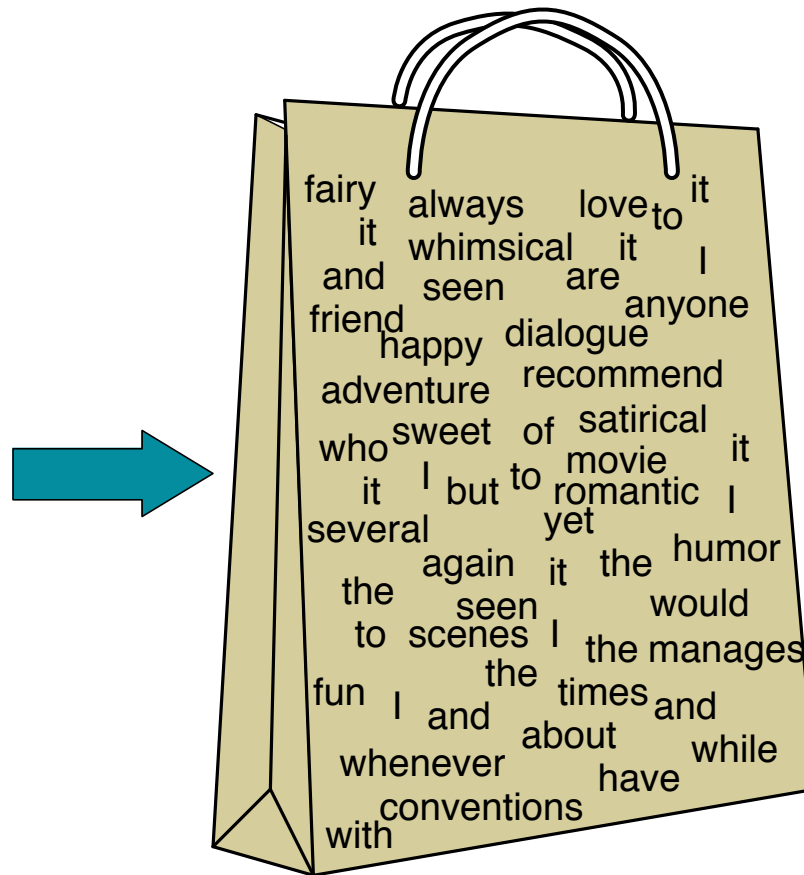 fairy always love to it
it whimsical it I
and seen are anyone
friend happy dialogue
adventure recommend
who sweet of satirical it
it I but to movie romantic I
several yet
again it the humor
the seen would
to scenes I the manages
fun I and the times and
whenever about while
conventions have
with